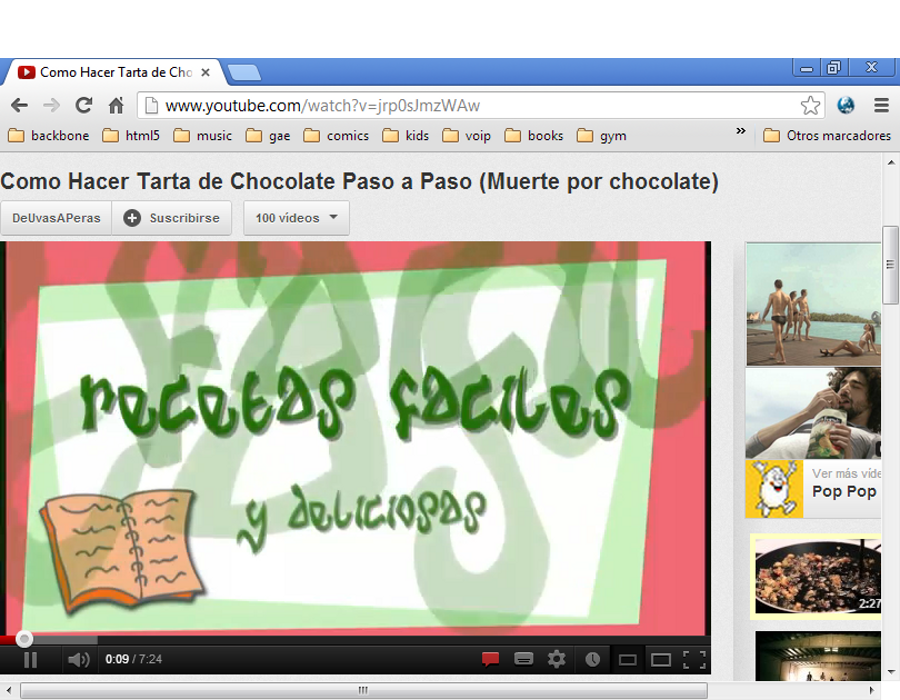 Como Hacer Tarta de Cho
www.youtube.com/watch?v=jrp0sJmzWAw
backbone html5 music gae comics kids voip books gym » Otros marcadores
Como Hacer Tarta de Chocolate Paso a Paso (Muerte por chocolate)
DeUvasAPeras Suscribirse 100 vídeos
recetas faciles
y deliciosas
Ver más víde
Pop Pop
2:27
0:09 / 7:24